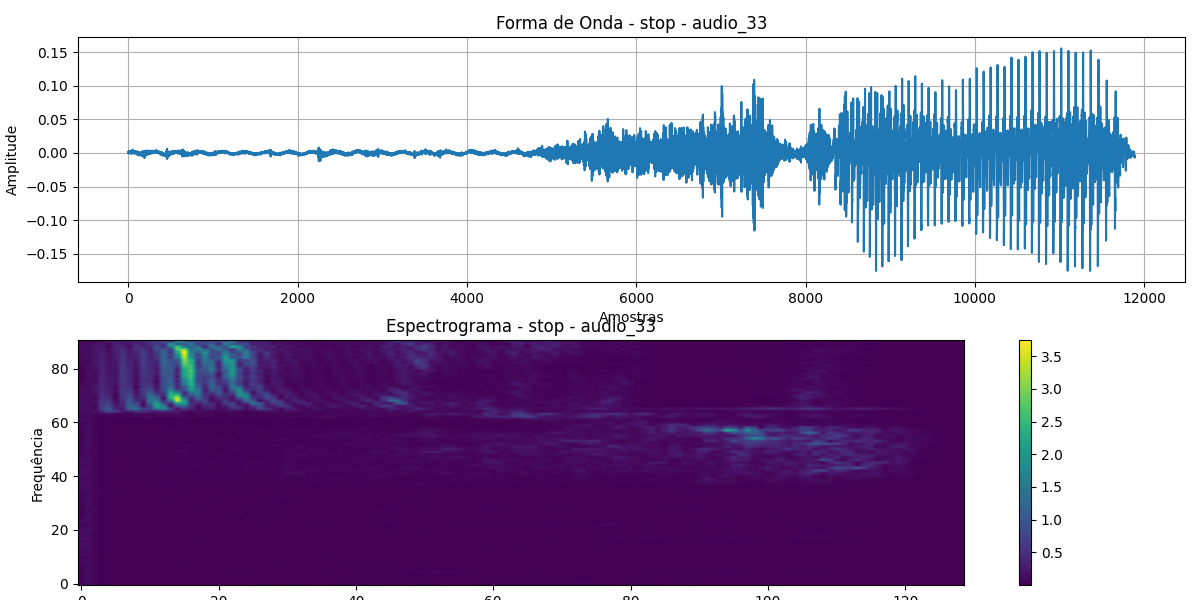 Forma de Onda - stop - audio_33
0.15
0.10
0.05
0.00
−0.05
−0.10
−0.15
Amplitude
0 2000 4000 6000 8000 10000 12000
Amostras
Espectrograma - stop - audio_33
80
60
40
20
0
Frequência
0 20 40 60 80 100 120
3.5
3.0
2.5
2.0
1.5
1.0
0.5